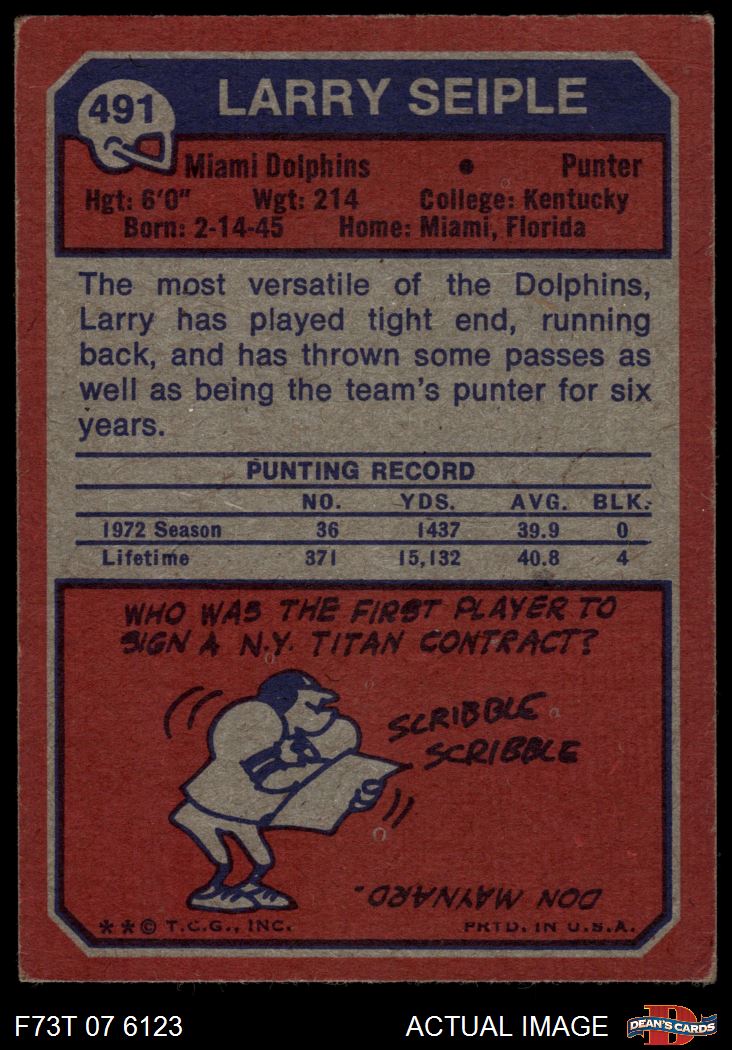 491
LARRY SEIPLE
Miami Dolphins • Punter
Hgt: 6'0" Wgt: 214 College: Kentucky
Born: 2-14-45 Home: Miami, Florida
The most versatile of the Dolphins,
Larry has played tight end, running
back, and has thrown some passes as
well as being the team's punter for six
years.
PUNTING RECORD
NO. YDS. AVG. BLK.
1972 Season 36 1437 39.9 0
Lifetime 371 15,132 40.8 4
WHO WAS THE FIRST PLAYER TO
SIGN A N.Y. TITAN CONTRACT?
SCRIBBLE
SCRIBBLE
DON MAYNARD.
**© T.C.G., INC. PRTD. IN U.S.A.
F73T 07 6123 ACTUAL IMAGE
D
DEAN'S CARDS